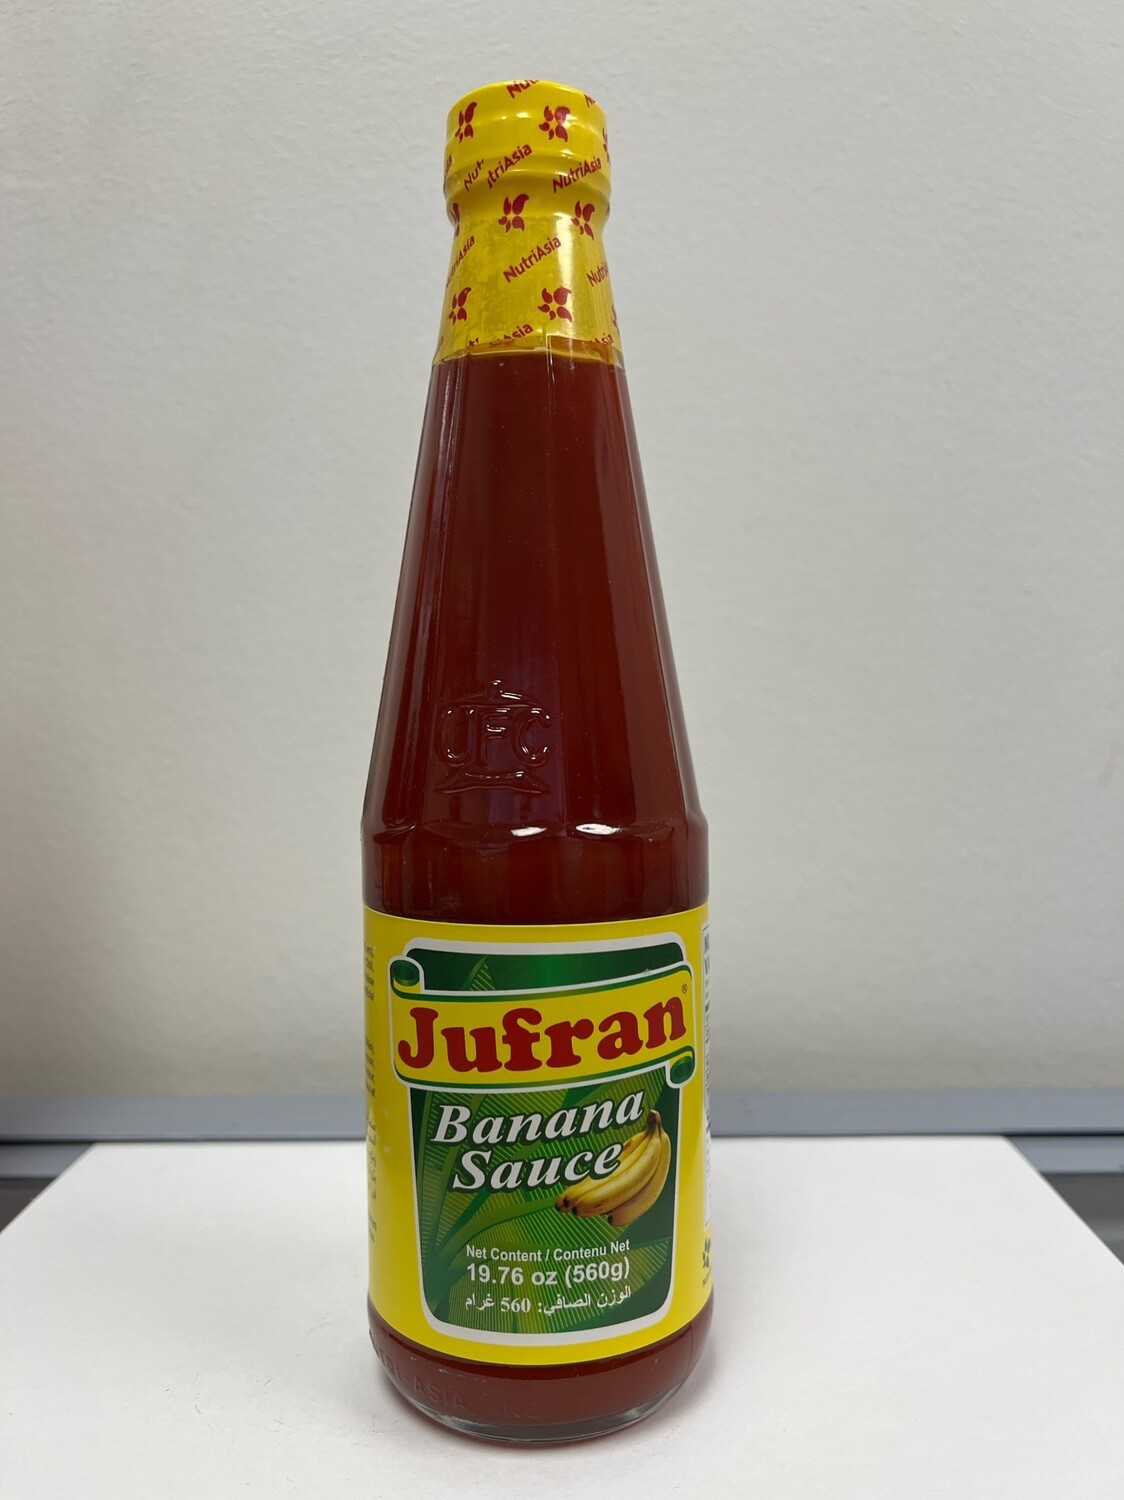 NutriAsia
NutriAsia
NutriAsia
UFC
Jufran®
Banana
Sauce
Net Content / Contenu Net
19.76 oz (560g)
الوزن الصافي: 560 غرام